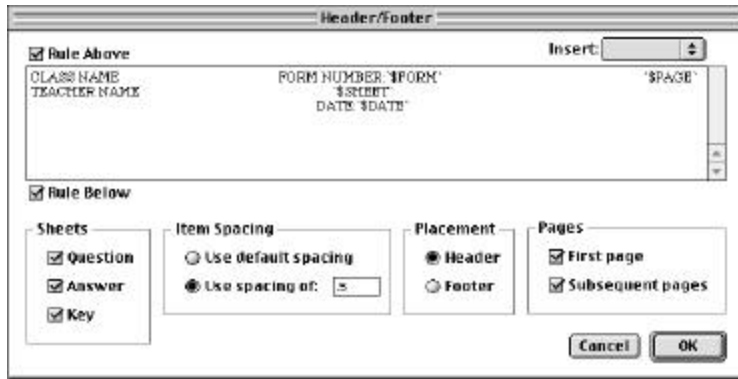 Header/Footer
Rule Above
Insert:
CLASS NAME FORM NUMBER '$FORM' '$PAGE'
TEACHER NAME '$SHEET'
DATE '$DATE'
Rule Below
Sheets Item Spacing Placement Pages
Question Use default spacing Header First page
Answer Use spacing of: .5 Footer Subsequent pages
Key
Cancel OK